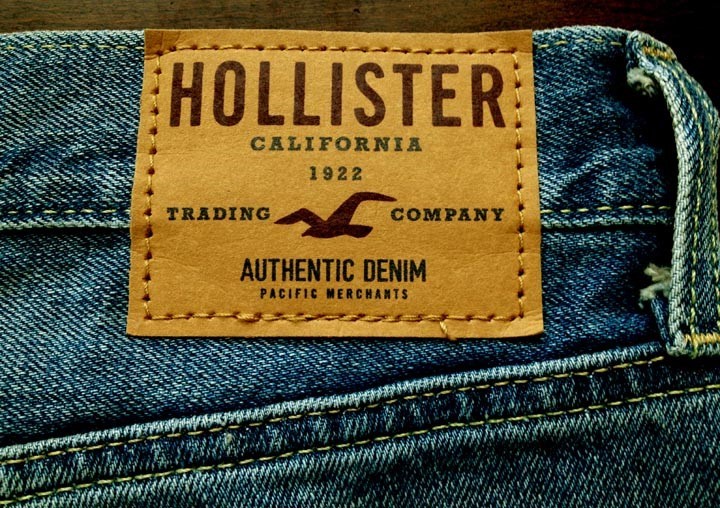 HOLLISTER
CALIFORNIA
1922
TRADING COMPANY
AUTHENTIC DENIM
PACIFIC MERCHANTS